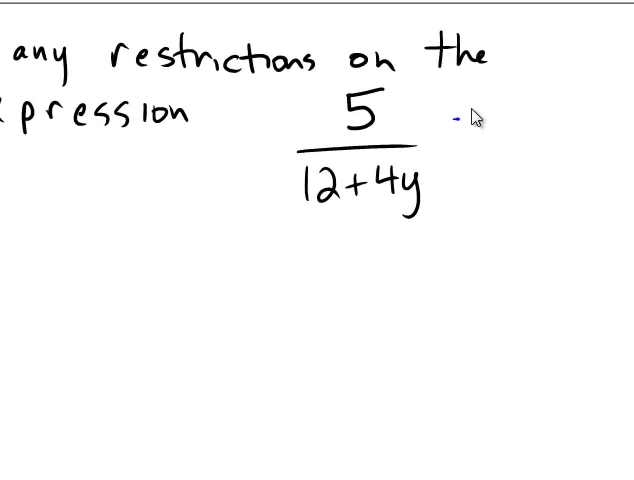 any restrictions on the
pression 5
12+4y